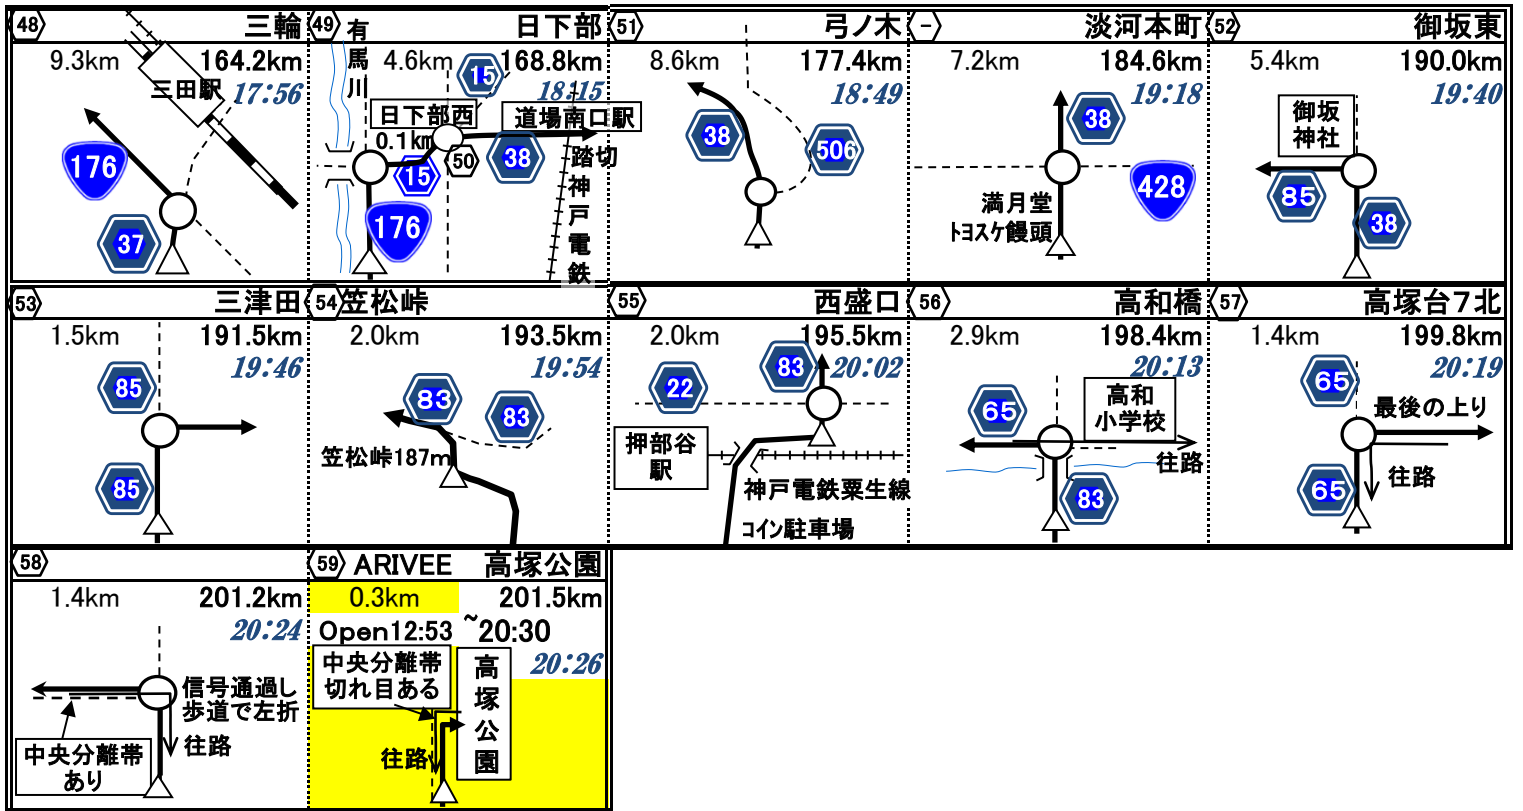 48 三輪
9.3km 164.2km
17:56
三田駅
176
37
49 日下部
有馬川
4.6km 168.8km
15
18:15
日下部西
道場南口駅
0.1km
50
38
15
踏切
176
神戸電鉄
51 弓ノ木
8.6km 177.4km
18:49
38
506
- 淡河本町
7.2km 184.6km
19:18
38
428
満月堂
ﾄﾖｽｹ饅頭
52 御坂東
5.4km 190.0km
19:40
御坂
神社
85
38
53 三津田
1.5km 191.5km
19:46
85
85
54 笠松峠
2.0km 193.5km
19:54
83
83
笠松峠187m
55 西盛口
2.0km 195.5km
20:02
22
83
押部谷
駅
神戸電鉄粟生線
ｺｲﾝ駐車場
56 高和橋
2.9km 198.4km
20:13
65
高和
小学校
往路
83
57 高塚台7北
1.4km 199.8km
20:19
65
最後の上り
往路
65
58
1.4km 201.2km
20:24
信号通過し
歩道で左折
往路
中央分離帯
あり
59 ARIVEE 高塚公園
0.3km 201.5km
Open12:53 ~20:30
20:26
中央分離帯
切れ目ある
高塚公園
往路